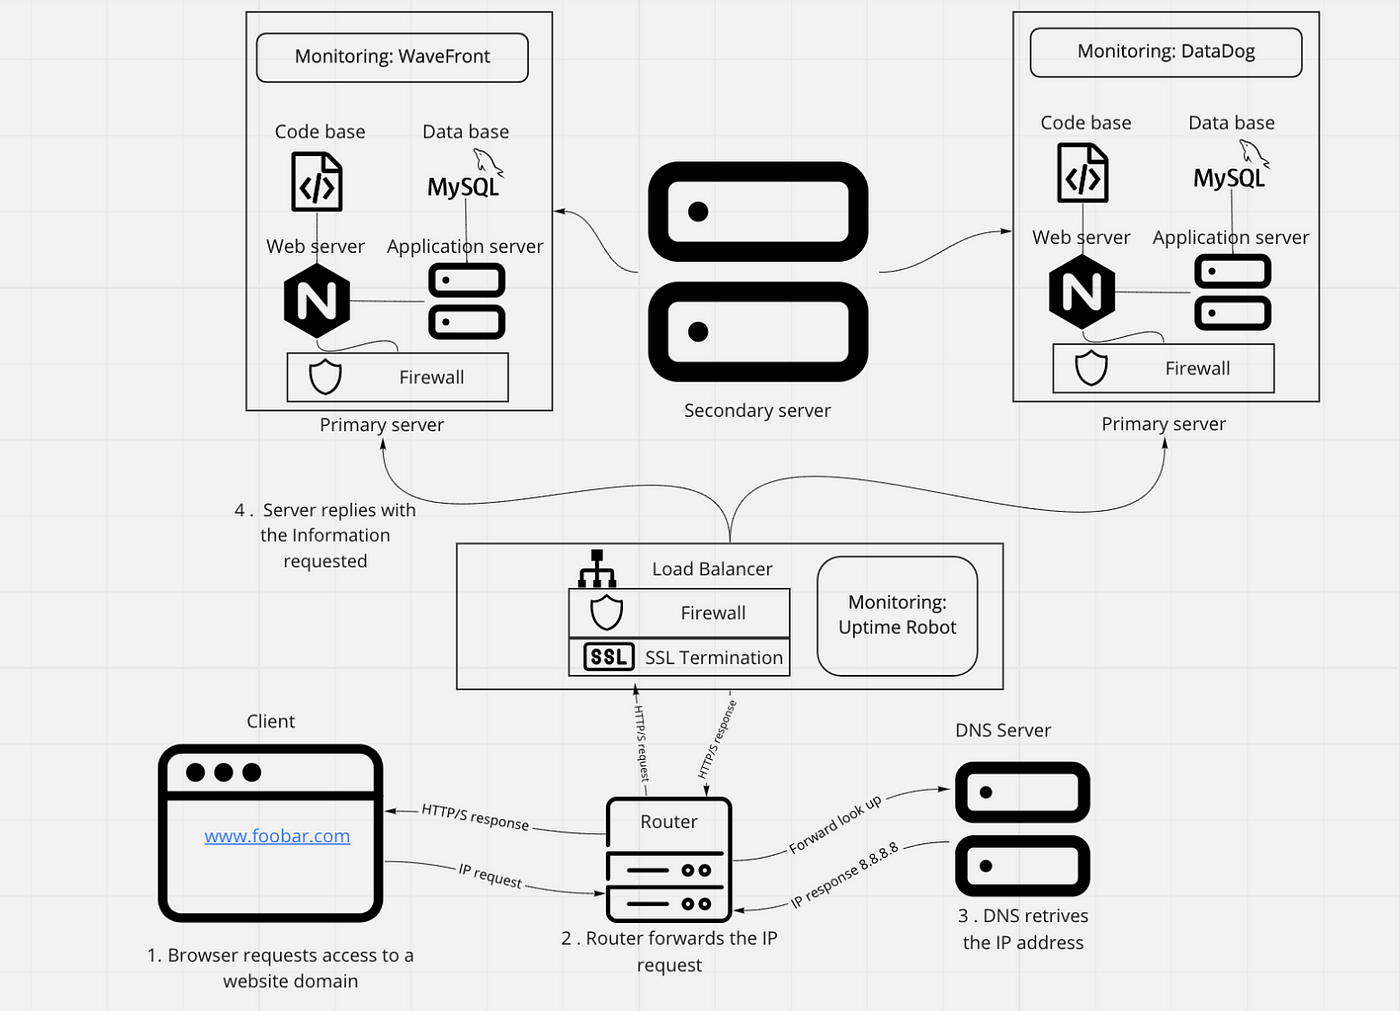 Monitoring: WaveFront
Code base
Data base
MySQL
Web server
Application server
N
Firewall
Primary server
Secondary server
Monitoring: DataDog
Code base
Data base
MySQL
Web server
Application server
N
Firewall
Primary server
4 . Server replies with
the Information
requested
Load Balancer
Firewall
SSL
SSL Termination
Monitoring:
Uptime Robot
HTTP/S request
HTTP/S response
Client
www.foobar.com
HTTP/S response
IP request
Router
Forward look up
IP response 8.8.8.8
DNS Server
1. Browser requests access to a
website domain
2 . Router forwards the IP
request
3 . DNS retrives
the IP address